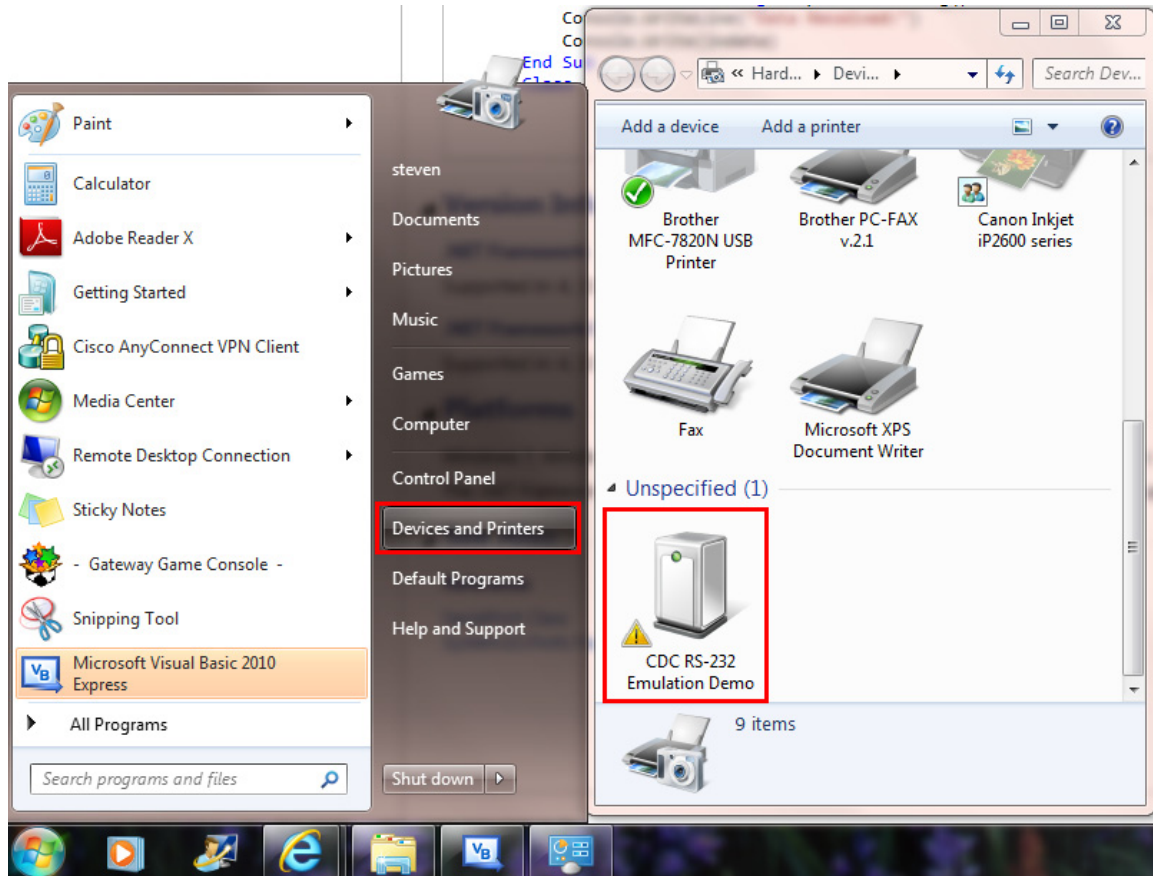 Co
Co
End Su
Paint
Calculator
Adobe Reader X
Getting Started
Cisco AnyConnect VPN Client
Media Center
Remote Desktop Connection
Sticky Notes
- Gateway Game Console -
Snipping Tool
Microsoft Visual Basic 2010
Express
All Programs
Search programs and files
steven
Documents
Pictures
Music
Games
Computer
Control Panel
Devices and Printers
Default Programs
Help and Support
Shut down
« Hard... Devi...
Search Dev...
Add a device Add a printer
Brother
MFC-7820N USB
Printer
Brother PC-FAX
v.2.1
Canon Inkjet
iP2600 series
Fax
Microsoft XPS
Document Writer
Unspecified (1)
CDC RS-232
Emulation Demo
9 items
VB